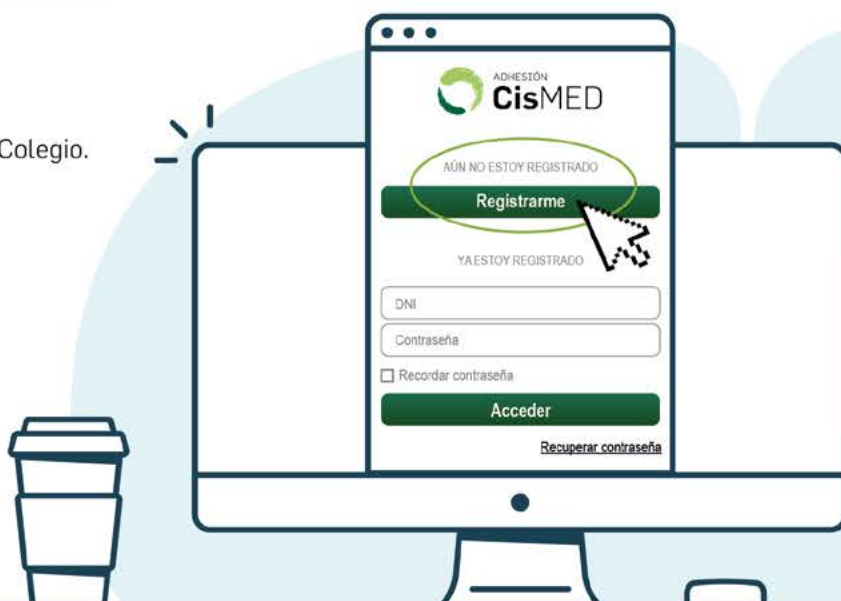 Colegio.
ADHESIÓN
CisMED
AÚN NO ESTOY REGISTRADO
Registrarme
YA ESTOY REGISTRADO
DNI
Contraseña
Recordar contraseña
Acceder
Recuperar contraseña